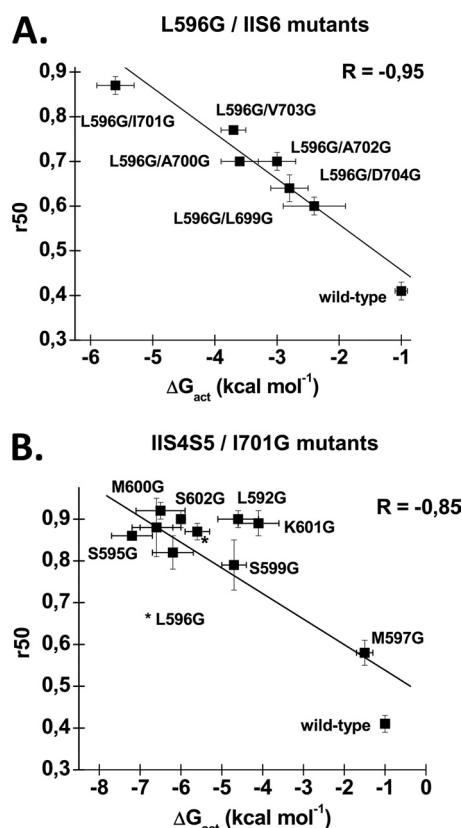 A.
L596G / IIS6 mutants
R = -0,95
0,9
0,8
0,7
0,6
0,5
0,4
0,3
r50
L596G/I701G
L596G/V703G
L596G/A700G
L596G/A702G
L596G/D704G
L596G/L699G
wild-type
-6 -5 -4 -3 -2 -1
ΔGact (kcal mol-1)
B.
IIS4S5 / I701G mutants
R = -0,85
1,0
0,9
0,8
0,7
0,6
0,5
0,4
0,3
r50
M600G
S602G
L592G
K601G
S595G
* 
S599G
* L596G
M597G
wild-type
-8 -7 -6 -5 -4 -3 -2 -1 0
ΔGact (kcal mol-1)